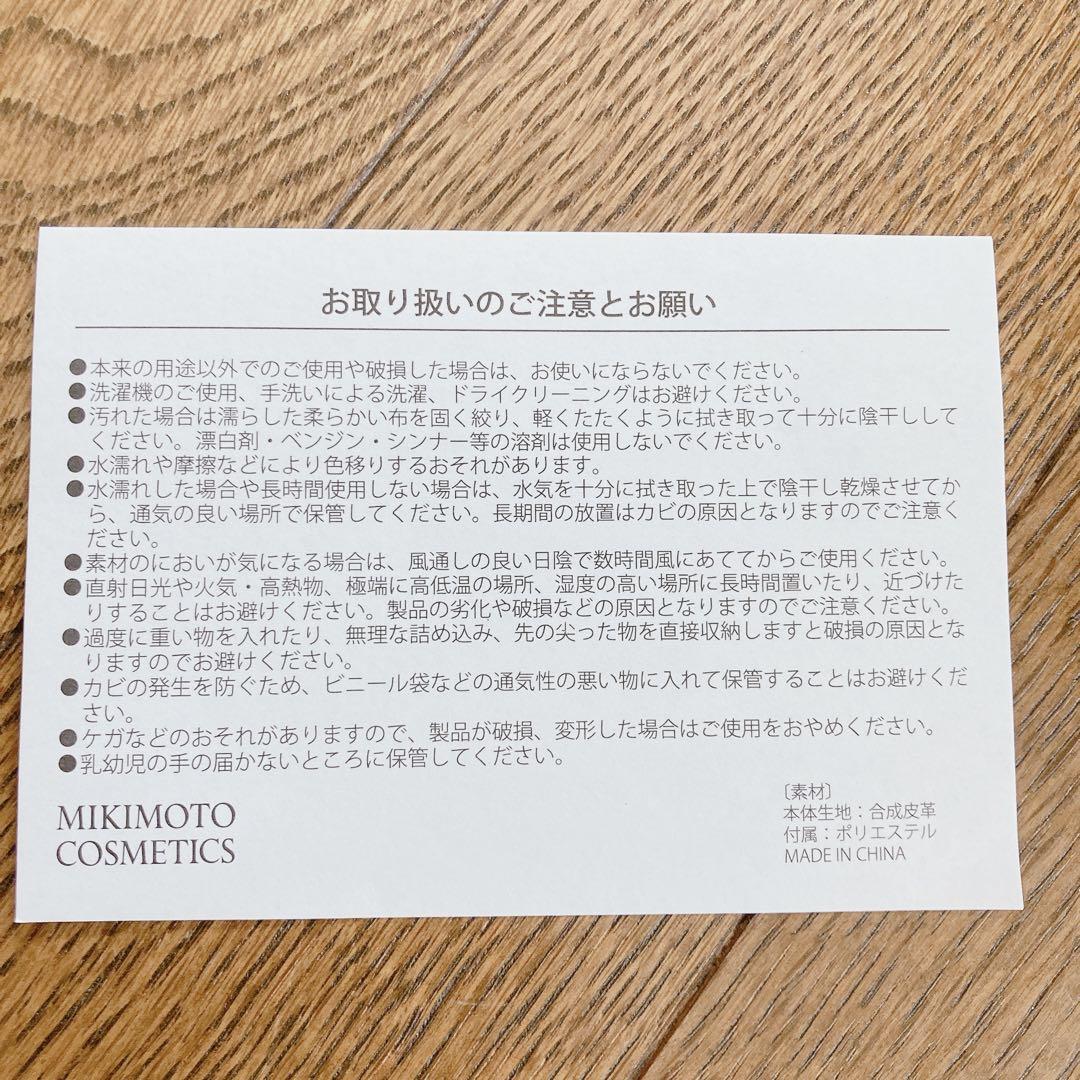 お取り扱いのご注意とお願い
●本来の用途以外でのご使用や破損した場合は、お使いにならないでください。
●洗濯機のご使用、手洗いによる洗濯、ドライクリーニングはお避けください。
●汚れた場合は濡らした柔らかい布を固く絞り、軽くたたくように拭き取って十分に陰干しして
ください。漂白剤・ベンジン・シンナー等の溶剤は使用しないでください。
●水濡れや摩擦などにより色移りするおそれがあります。
●水濡れした場合や長時間使用しない場合は、水気を十分に拭き取った上で陰干し乾燥させてか
ら、通気の良い場所で保管してください。長期間の放置はカビの原因となりますのでご注意く
ださい。
●素材のにおいが気になる場合は、風通しの良い日陰で数時間風にあててからご使用ください。
●直射日光や火気・高熱物、極端に高低温の場所、湿度の高い場所に長時間置いたり、近づけた
りすることはお避けください。製品の劣化や破損などの原因となりますのでご注意ください。
●過度に重い物を入れたり、無理な詰め込み、先の尖った物を直接収納しますと破損の原因とな
りますのでお避けください。
●カビの発生を防ぐため、ビニール袋などの通気性の悪い物に入れて保管することはお避けくだ
さい。
●ケガなどのおそれがありますので、製品が破損、変形した場合はご使用をおやめください。
●乳幼児の手の届かないところに保管してください。
MIKIMOTO
COSMETICS
〔素材〕
本体生地：合成皮革
付属：ポリエステル
MADE IN CHINA